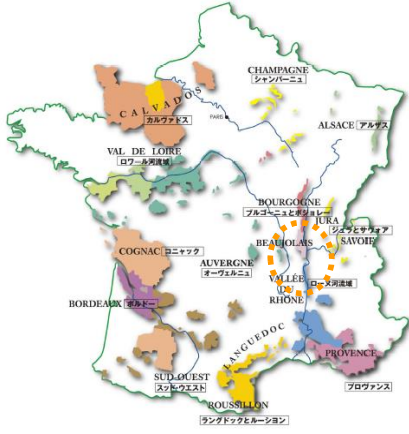 CHAMPAGNE
シャンパーニュ
CALVADOS
カルヴァドス
PARIS
ALSACE アルザス
VAL DE LOIRE
ロワール河流域
BOURGOGNE
ブルゴーニュとボジョレー
JURA
ジュラとサヴォア
BEAUJOLAIS
SAVOIE
COGNAC コニャック
AUVERGNE
オーヴェルニュ
VALLÉE
DU
RHÔNE
ローヌ河流域
BORDEAUX ボルドー
LANGUEDOC
PROVENCE
プロヴァンス
SUD-OUEST
スッド・ウエスト
ROUSSILLON
ラングドックとルーション